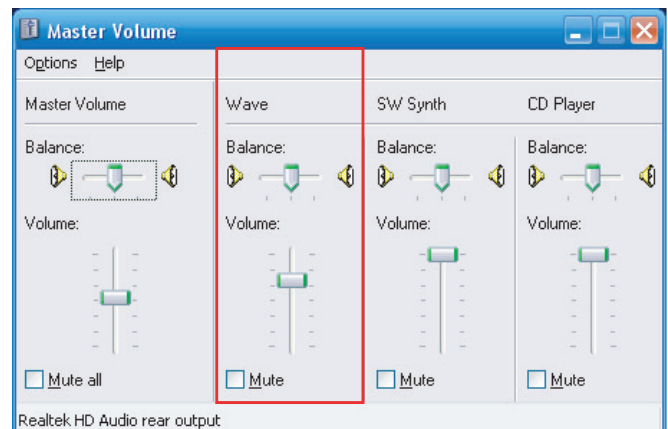 Master Volume
Options Help
Master Volume Wave SW Synth CD Player
Balance: Balance: Balance: Balance:
Volume: Volume: Volume: Volume:
Mute all Mute Mute Mute
Realtek HD Audio rear output